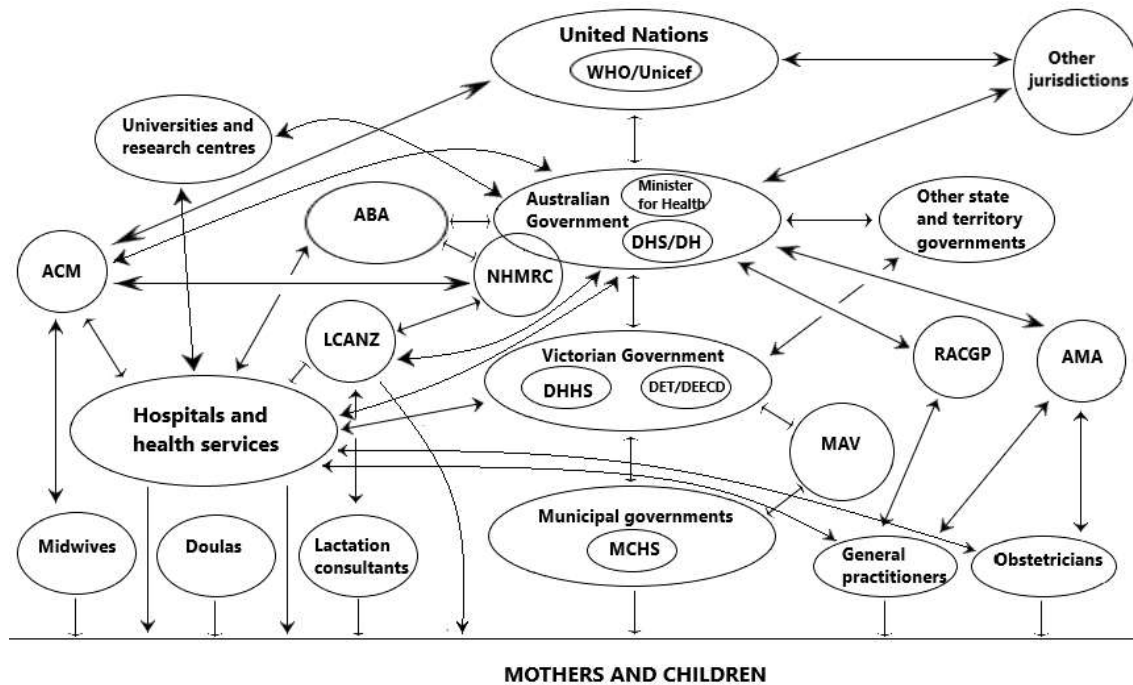 United Nations
WHO/Unicef
Other
jurisdictions
Universities and
research centres
Minister
for Health
Australian
Government
DHS/DH
ABA
Other state
and territory
governments
ACM
NHMRC
LCANZ
Victorian Government
DHHS
DET/DEECD
RACGP
AMA
Hospitals and
health services
MAV
Municipal governments
MCHS
Midwives
Doulas
Lactation
consultants
General
practitioners
Obstetricians
MOTHERS AND CHILDREN